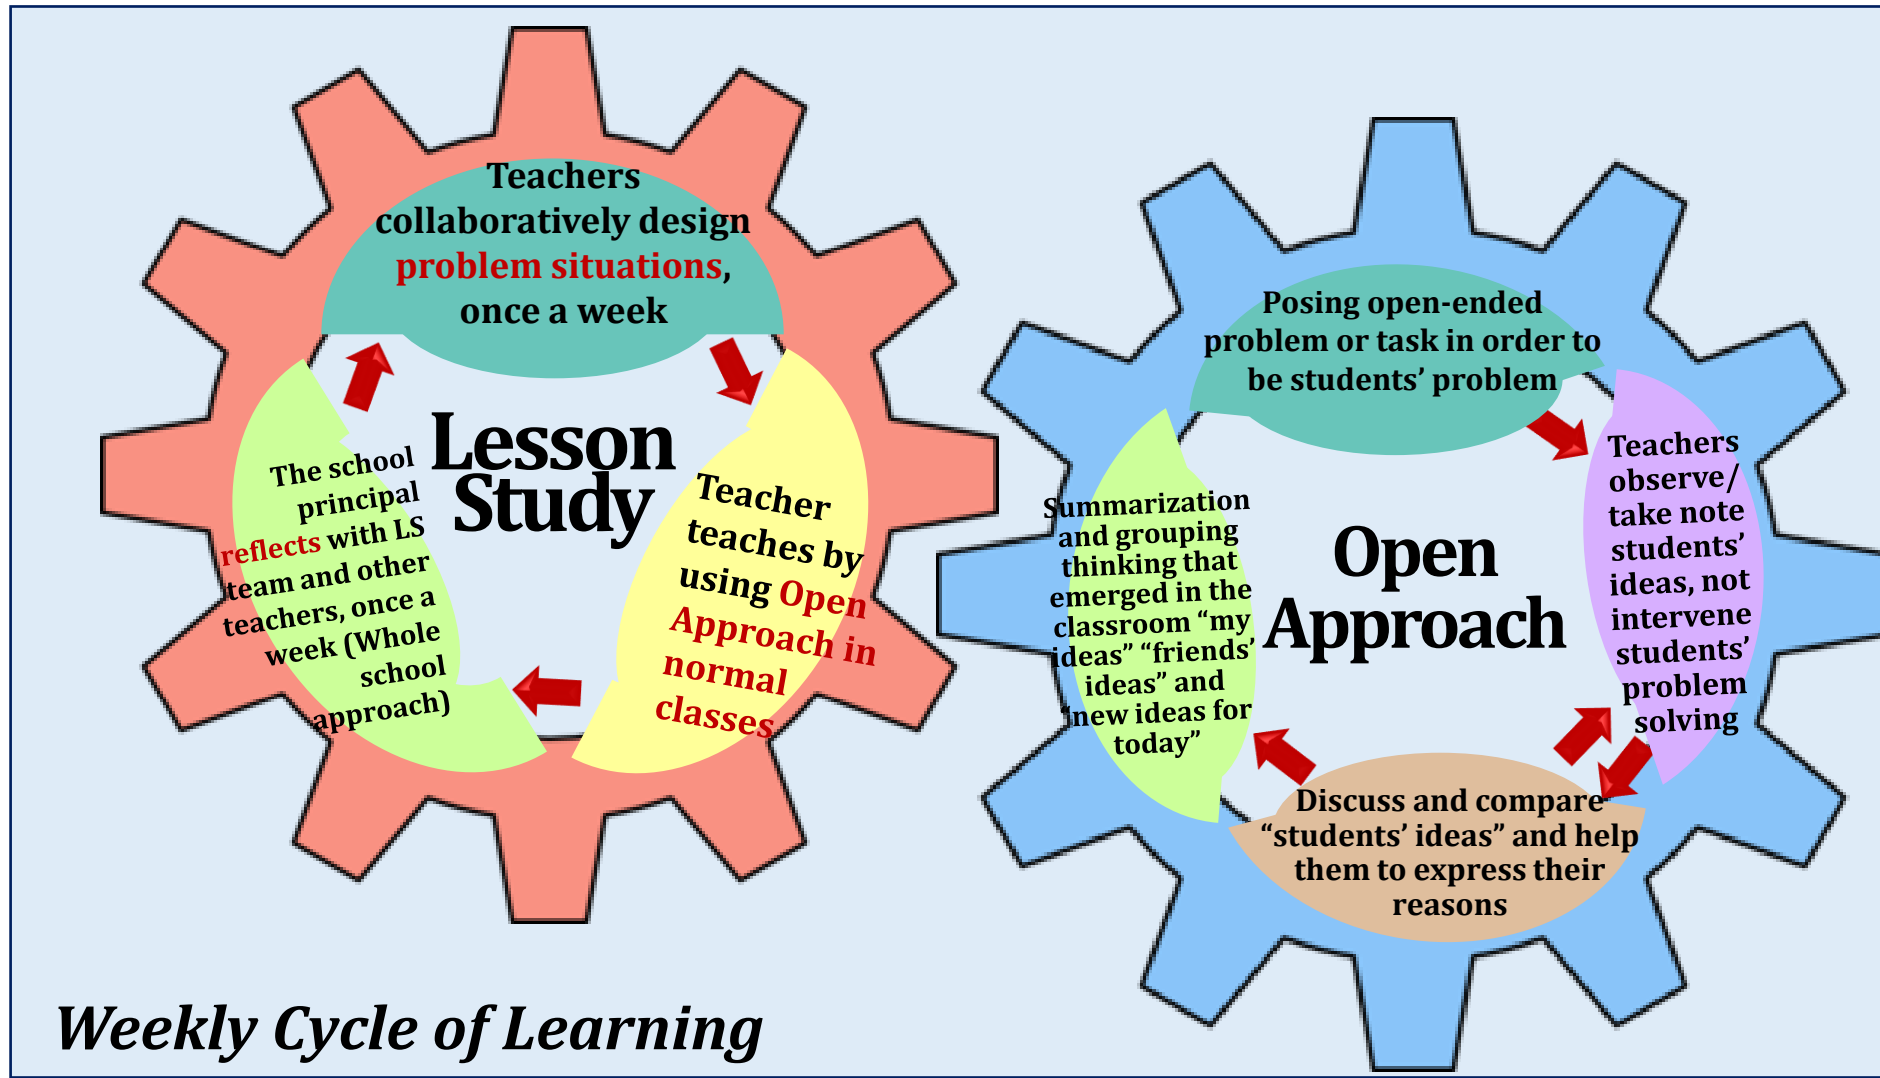 Teachers
collaboratively design
problem situations,
once a week
Lesson
Study
Teacher
teaches by
using Open
Approach in
normal
classes
The school
principal
reflects with LS
team and other
teachers, once a
week (Whole
school
approach)
Posing open-ended
problem or task in order to
be students’ problem
Open
Approach
Teachers
observe/
take note
students’
ideas, not
intervene
students’
problem
solving
Discuss and compare
“students’ ideas” and help
them to express their
reasons
Summarization
and grouping
thinking that
emerged in the
classroom “my
ideas” “friends’
ideas” and
“new ideas for
today”
Weekly Cycle of Learning